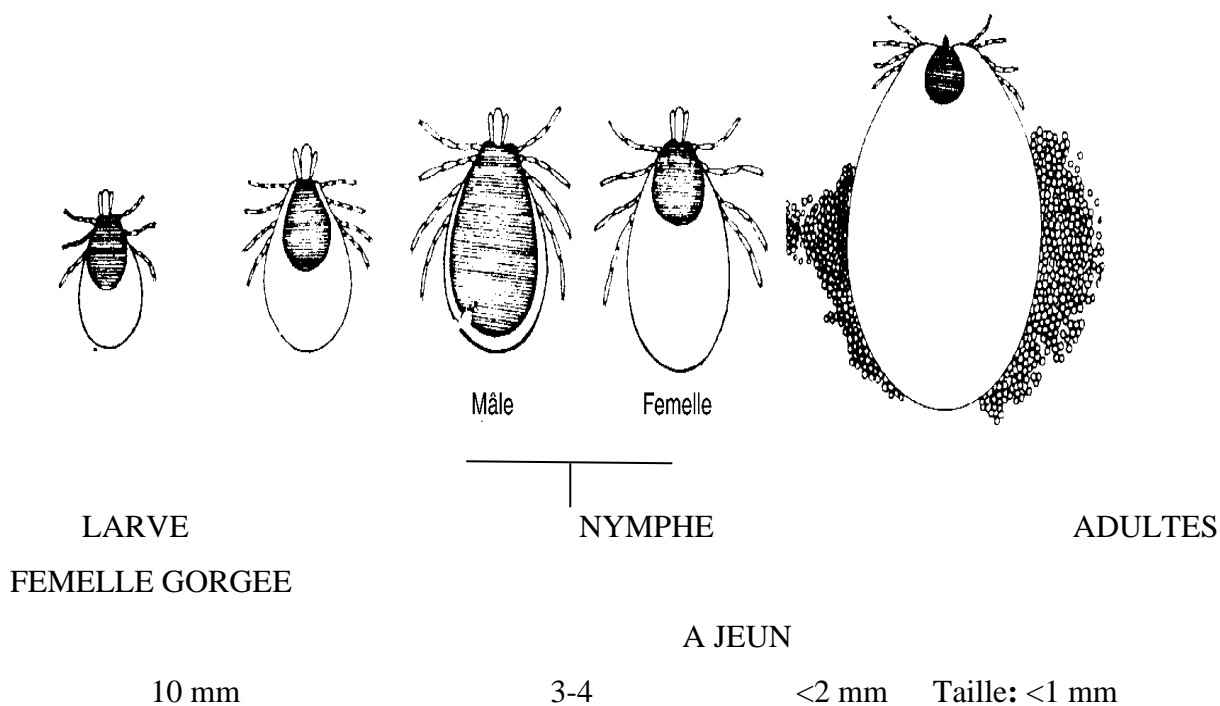 Mâle Femelle
LARVE NYMPHE ADULTES
FEMELLE GORGEE
A JEUN
10 mm 3-4 <2 mm Taille: <1 mm